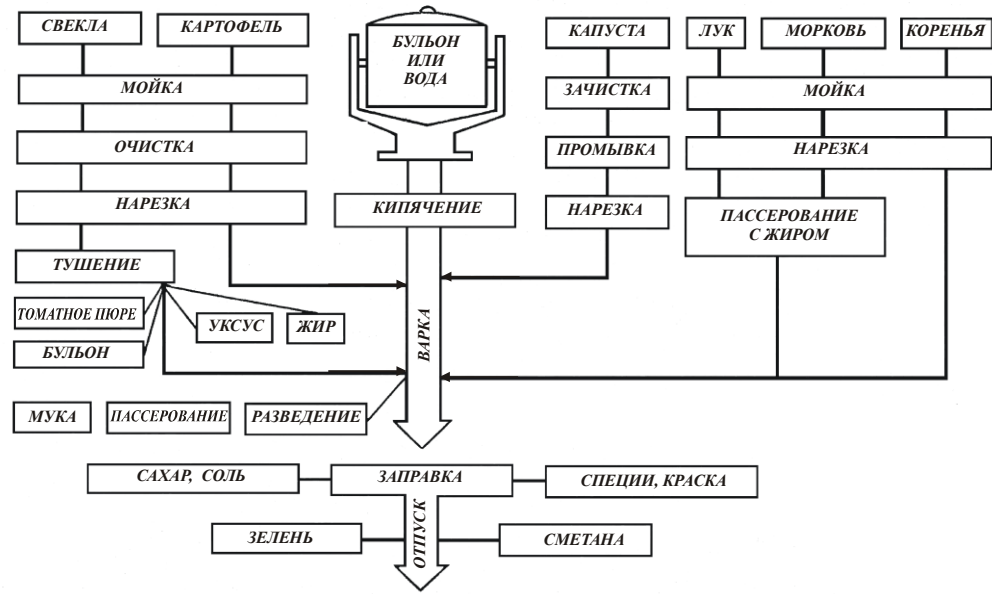 СВЕКЛА
КАРТОФЕЛЬ
БУЛЬОН
ИЛИ
ВОДА
КАПУСТА
ЛУК
МОРКОВЬ
КОРЕНЬЯ
МОЙКА
ЗАЧИСТКА
МОЙКА
ОЧИСТКА
ПРОМЫВКА
НАРЕЗКА
НАРЕЗКА
КИПЯЧЕНИЕ
НАРЕЗКА
ПАССЕРОВАНИЕ
С ЖИРОМ
ТУШЕНИЕ
ТОМАТНОЕ ПЮРЕ
УКСУС
ЖИР
БУЛЬОН
ВАРКА
МУКА
ПАССЕРОВАНИЕ
РАЗВЕДЕНИЕ
САХАР, СОЛЬ
ЗАПРАВКА
СПЕЦИИ, КРАСКА
ЗЕЛЕНЬ
ОТПУСК
СМЕТАНА